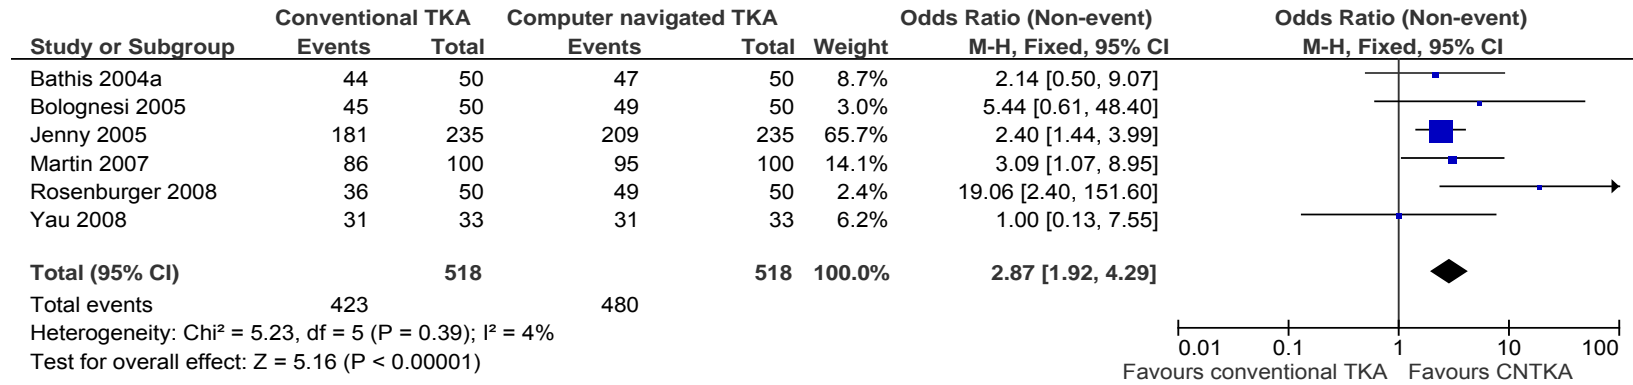 Conventional TKA Computer navigated TKA Odds Ratio (Non-event) Odds Ratio (Non-event)
Study or Subgroup Events Total Events Total Weight M-H, Fixed, 95% CI M-H, Fixed, 95% CI
Bathis 2004a 44 50 47 50 8.7% 2.14 [0.50, 9.07]
Bolognesi 2005 45 50 49 50 3.0% 5.44 [0.61, 48.40]
Jenny 2005 181 235 209 235 65.7% 2.40 [1.44, 3.99]
Martin 2007 86 100 95 100 14.1% 3.09 [1.07, 8.95]
Rosenburger 2008 36 50 49 50 2.4% 19.06 [2.40, 151.60]
Yau 2008 31 33 31 33 6.2% 1.00 [0.13, 7.55]
Total (95% CI) 518 518 100.0% 2.87 [1.92, 4.29]
Total events 423 480
Heterogeneity: Chi² = 5.23, df = 5 (P = 0.39); I² = 4%
Test for overall effect: Z = 5.16 (P < 0.00001)
0.01 0.1 1 10 100
Favours conventional TKA Favours CNTKA